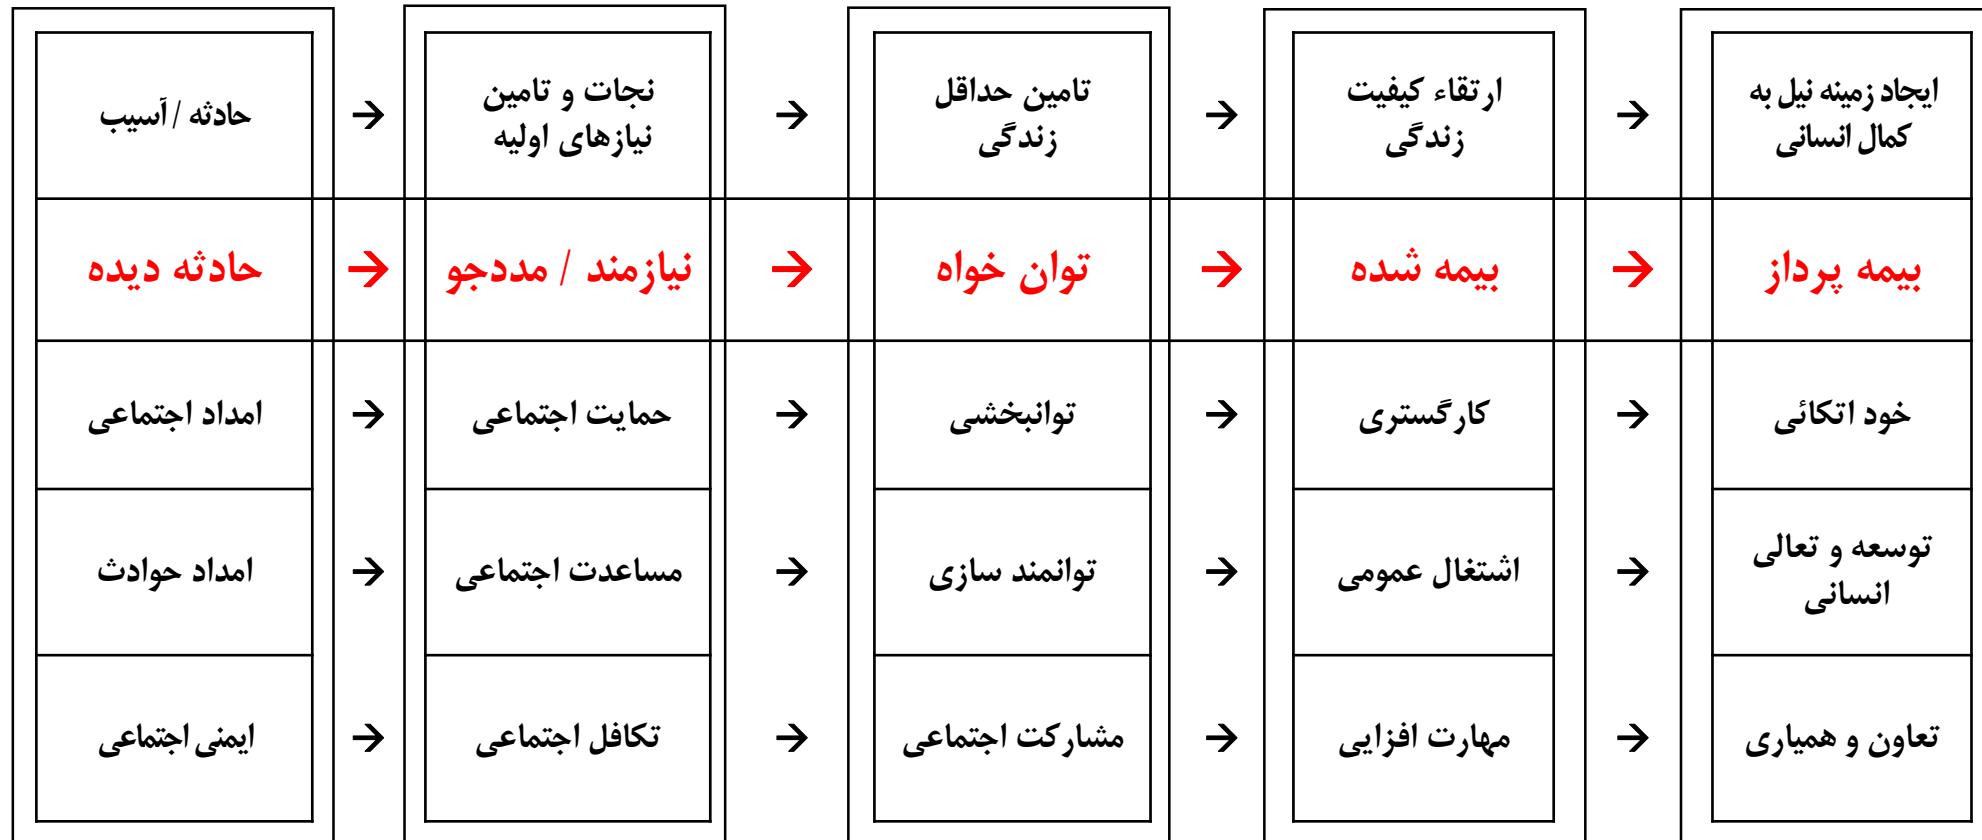 حادثه / آسیب → نجات و تامین نیازهای اولیه → تامین حداقل زندگی → ارتقاء کیفیت زندگی → ایجاد زمینه نیل به کمال انسانی
حادثه دیده → نیازمند / مددجو → توان خواه → بیمه شده → بیمه پرداز
امداد اجتماعی → حمایت اجتماعی → توانبخشی → کارگستری → خود اتکائی
امداد حوادث → مساعدت اجتماعی → توانمند سازی → اشتغال عمومی → توسعه و تعالی انسانی
ایمنی اجتماعی → تکافل اجتماعی → مشارکت اجتماعی → مهارت افزایی → تعاون و همیاری